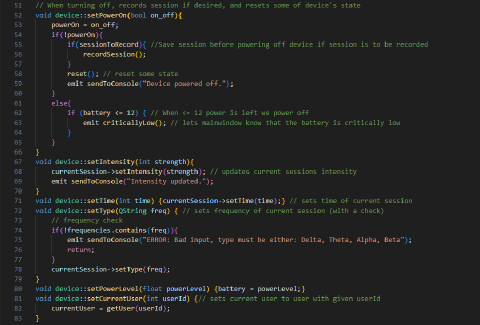 51 // When turning off, records session if desired, and resets some of device's state
52 void device::setPowerOn(bool on_off){
53 powerOn = on_off;
54 if(!powerOn){
55 if(sessionToRecord){ //Save session before powering off device if session is to be recorded
56 recordSession();
57 }
58 reset(); // reset some state
59 emit sendToConsole("Device powered off.");
60 }
61 else{
62 if (battery <= 12) { // When <= 12 power is left we power off
63 emit criticallyLow(); // lets mainwindow know that the battery is critically low
64 }
65 }
66 }
67 void device::setIntensity(int strength){
68 currentSession->setIntensity(strength); // updates current sessions intensity
69 emit sendToConsole("Intensity updated.");
70 }
71 void device::setTime(int time) {currentSession->setTime(time);} // sets time of current session
72 void device::setType(QString freq) { // sets frequency of current session (with a check)
73 // frequency check
74 if(!frequencies.contains(freq)){
75 emit sendToConsole("ERROR: Bad input, type must be either: Delta, Theta, Alpha, Beta");
76 return;
77 }
78 currentSession->setType(freq);
79 }
80 void device::setPowerLevel(float powerLevel) {battery = powerLevel;}
81 void device::setCurrentUser(int userId) {// sets current user to user with given userId
82 currentUser = getUser(userId);
83 }